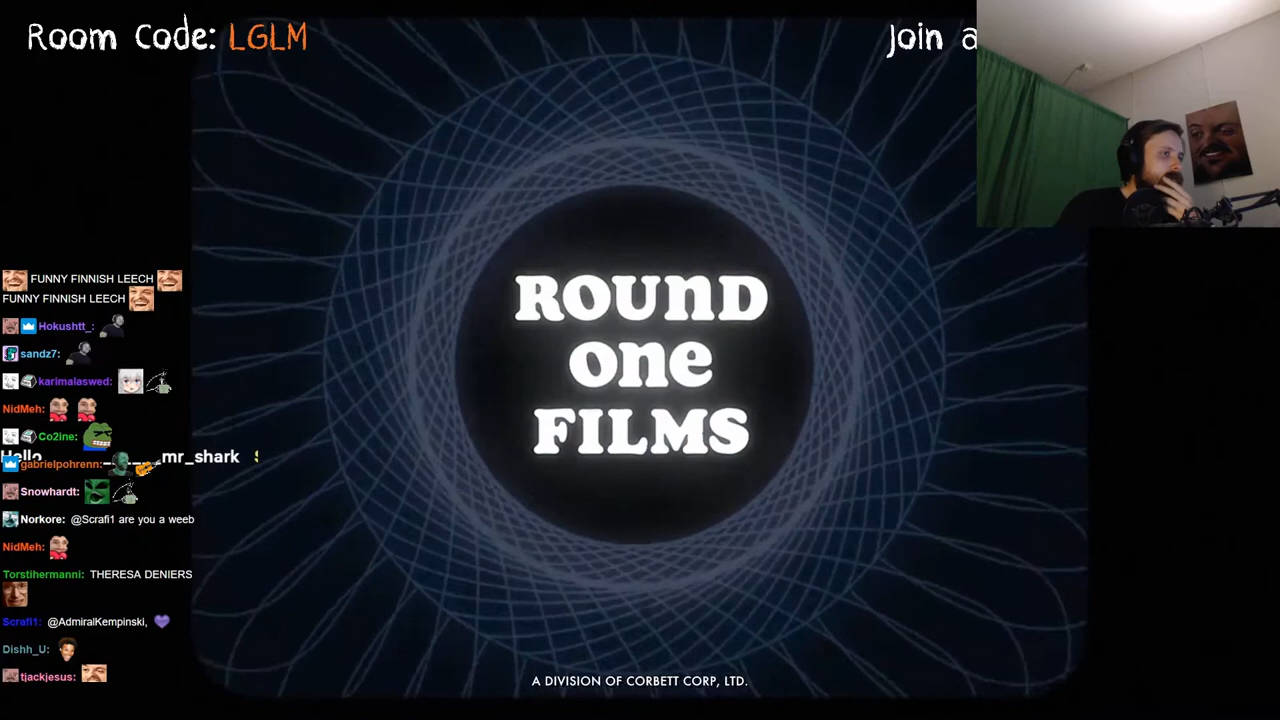 Room Code: LGLM
Join a
ROUND
one
FILMS
A DIVISION OF CORBETT CORP, LTD.
FUNNY FINNISH LEECH
FUNNY FINNISH LEECH
Hokushtt_:
sandz7:
karimalaswed:
NidMeh:
Co2ine:
Hello mr_shark
gabrielpohrenn:
Snowhardt:
Norkore: @Scrafi1 are you a weeb
NidMeh:
Torstihermanni: THERESA DENIERS
Scrafi1: @AdmiralKempinski,
Dishh_U:
tjackjesus: